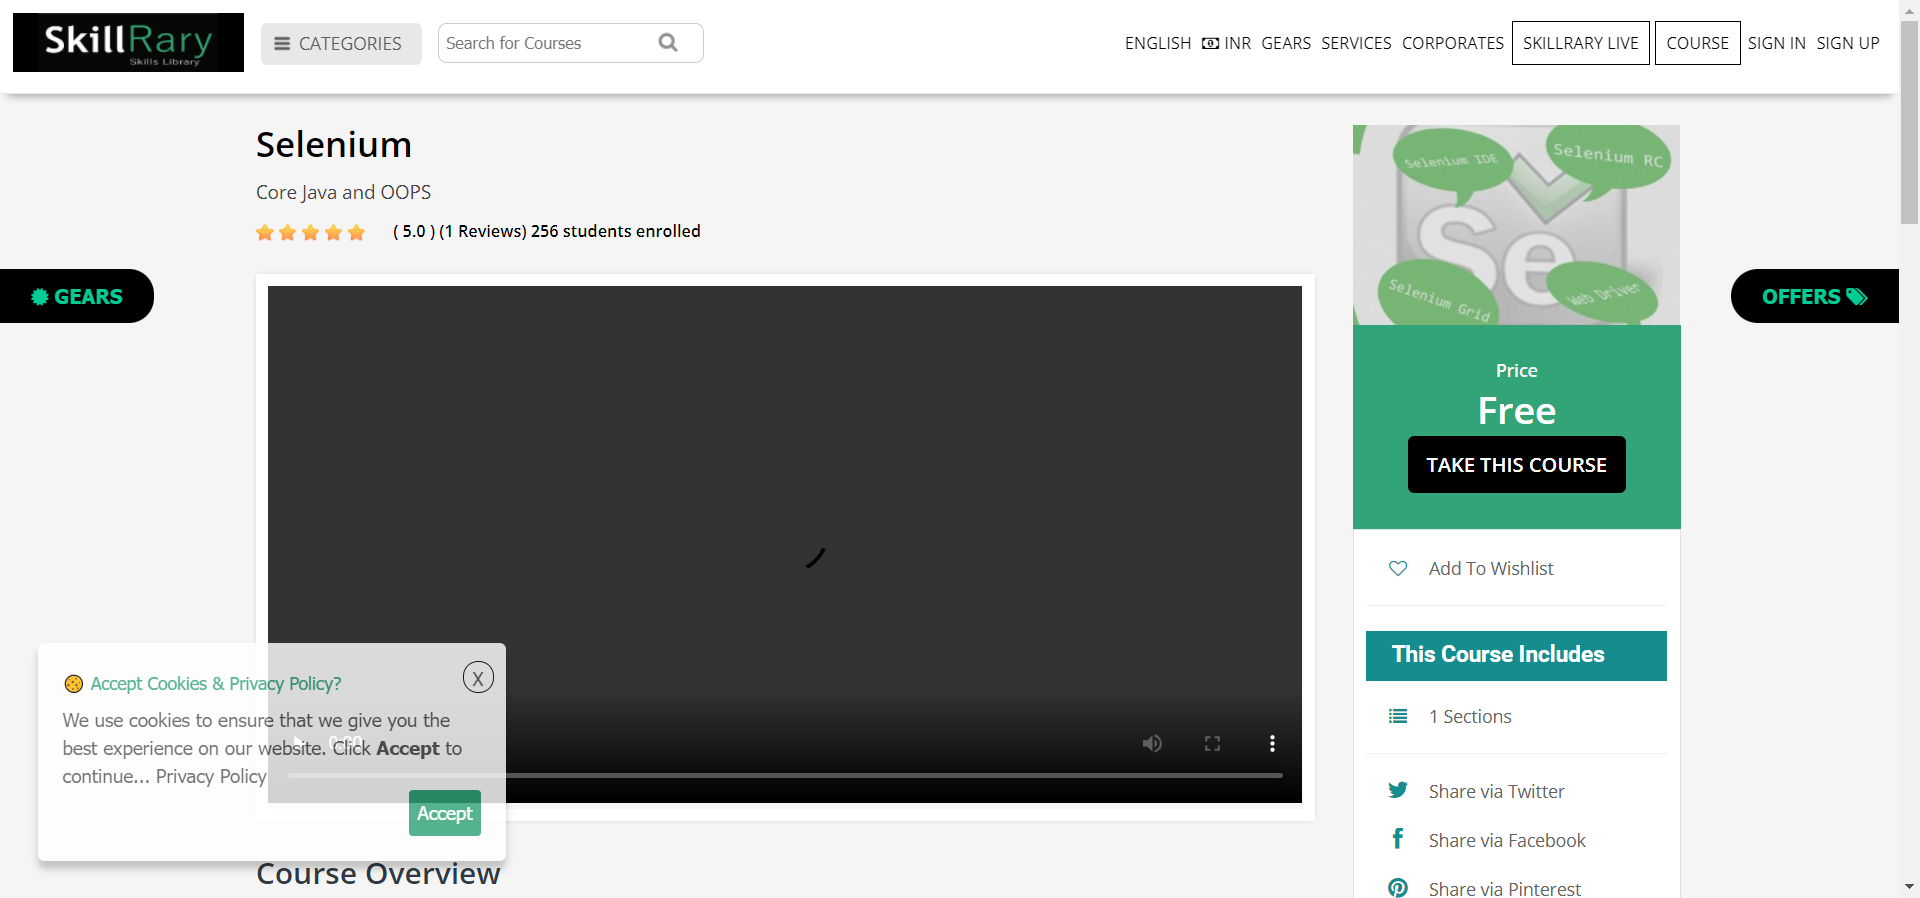 SkillRary
Skills Library
CATEGORIES
Search for Courses
ENGLISH INR GEARS SERVICES CORPORATES SKILLRARY LIVE COURSE SIGN IN SIGN UP
Selenium
Core Java and OOPS
( 5.0 ) (1 Reviews) 256 students enrolled
GEARS
OFFERS
Selenium IDE
Selenium RC
Se
Selenium Grid
Web Driver
Price
Free
TAKE THIS COURSE
Add To Wishlist
This Course Includes
1 Sections
Share via Twitter
Share via Facebook
Share via Pinterest
Accept Cookies & Privacy Policy?
X
We use cookies to ensure that we give you the
best experience on our website. Click Accept to
continue... Privacy Policy
0:00
Accept
Course Overview